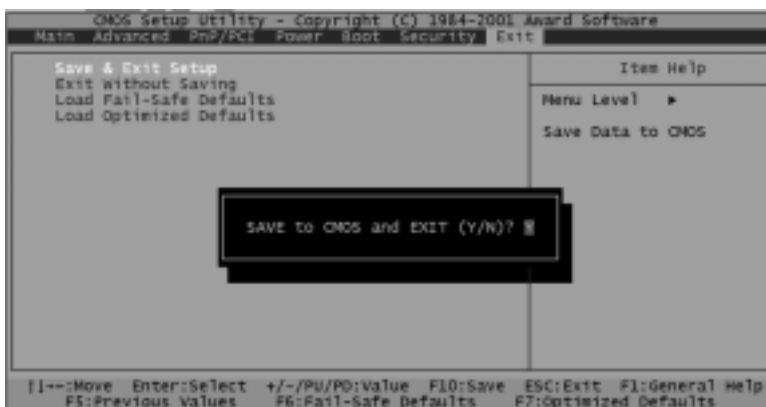 CMOS Setup Utility - Copyright (C) 1984-2001 Award Software
Main Advanced PnP/PCI Power Boot Security Exit
Save & Exit Setup
Exit Without Saving
Load Fail-Safe Defaults
Load Optimized Defaults
Item Help
Menu Level ▶
Save Data to CMOS
SAVE to CMOS and EXIT (Y/N)? Y
:Move Enter:Select +/-/PU/PD:Value F10:Save ESC:Exit F1:General Help
F5:Previous Values F6:Fail-Safe Defaults F7:Optimized Defaults